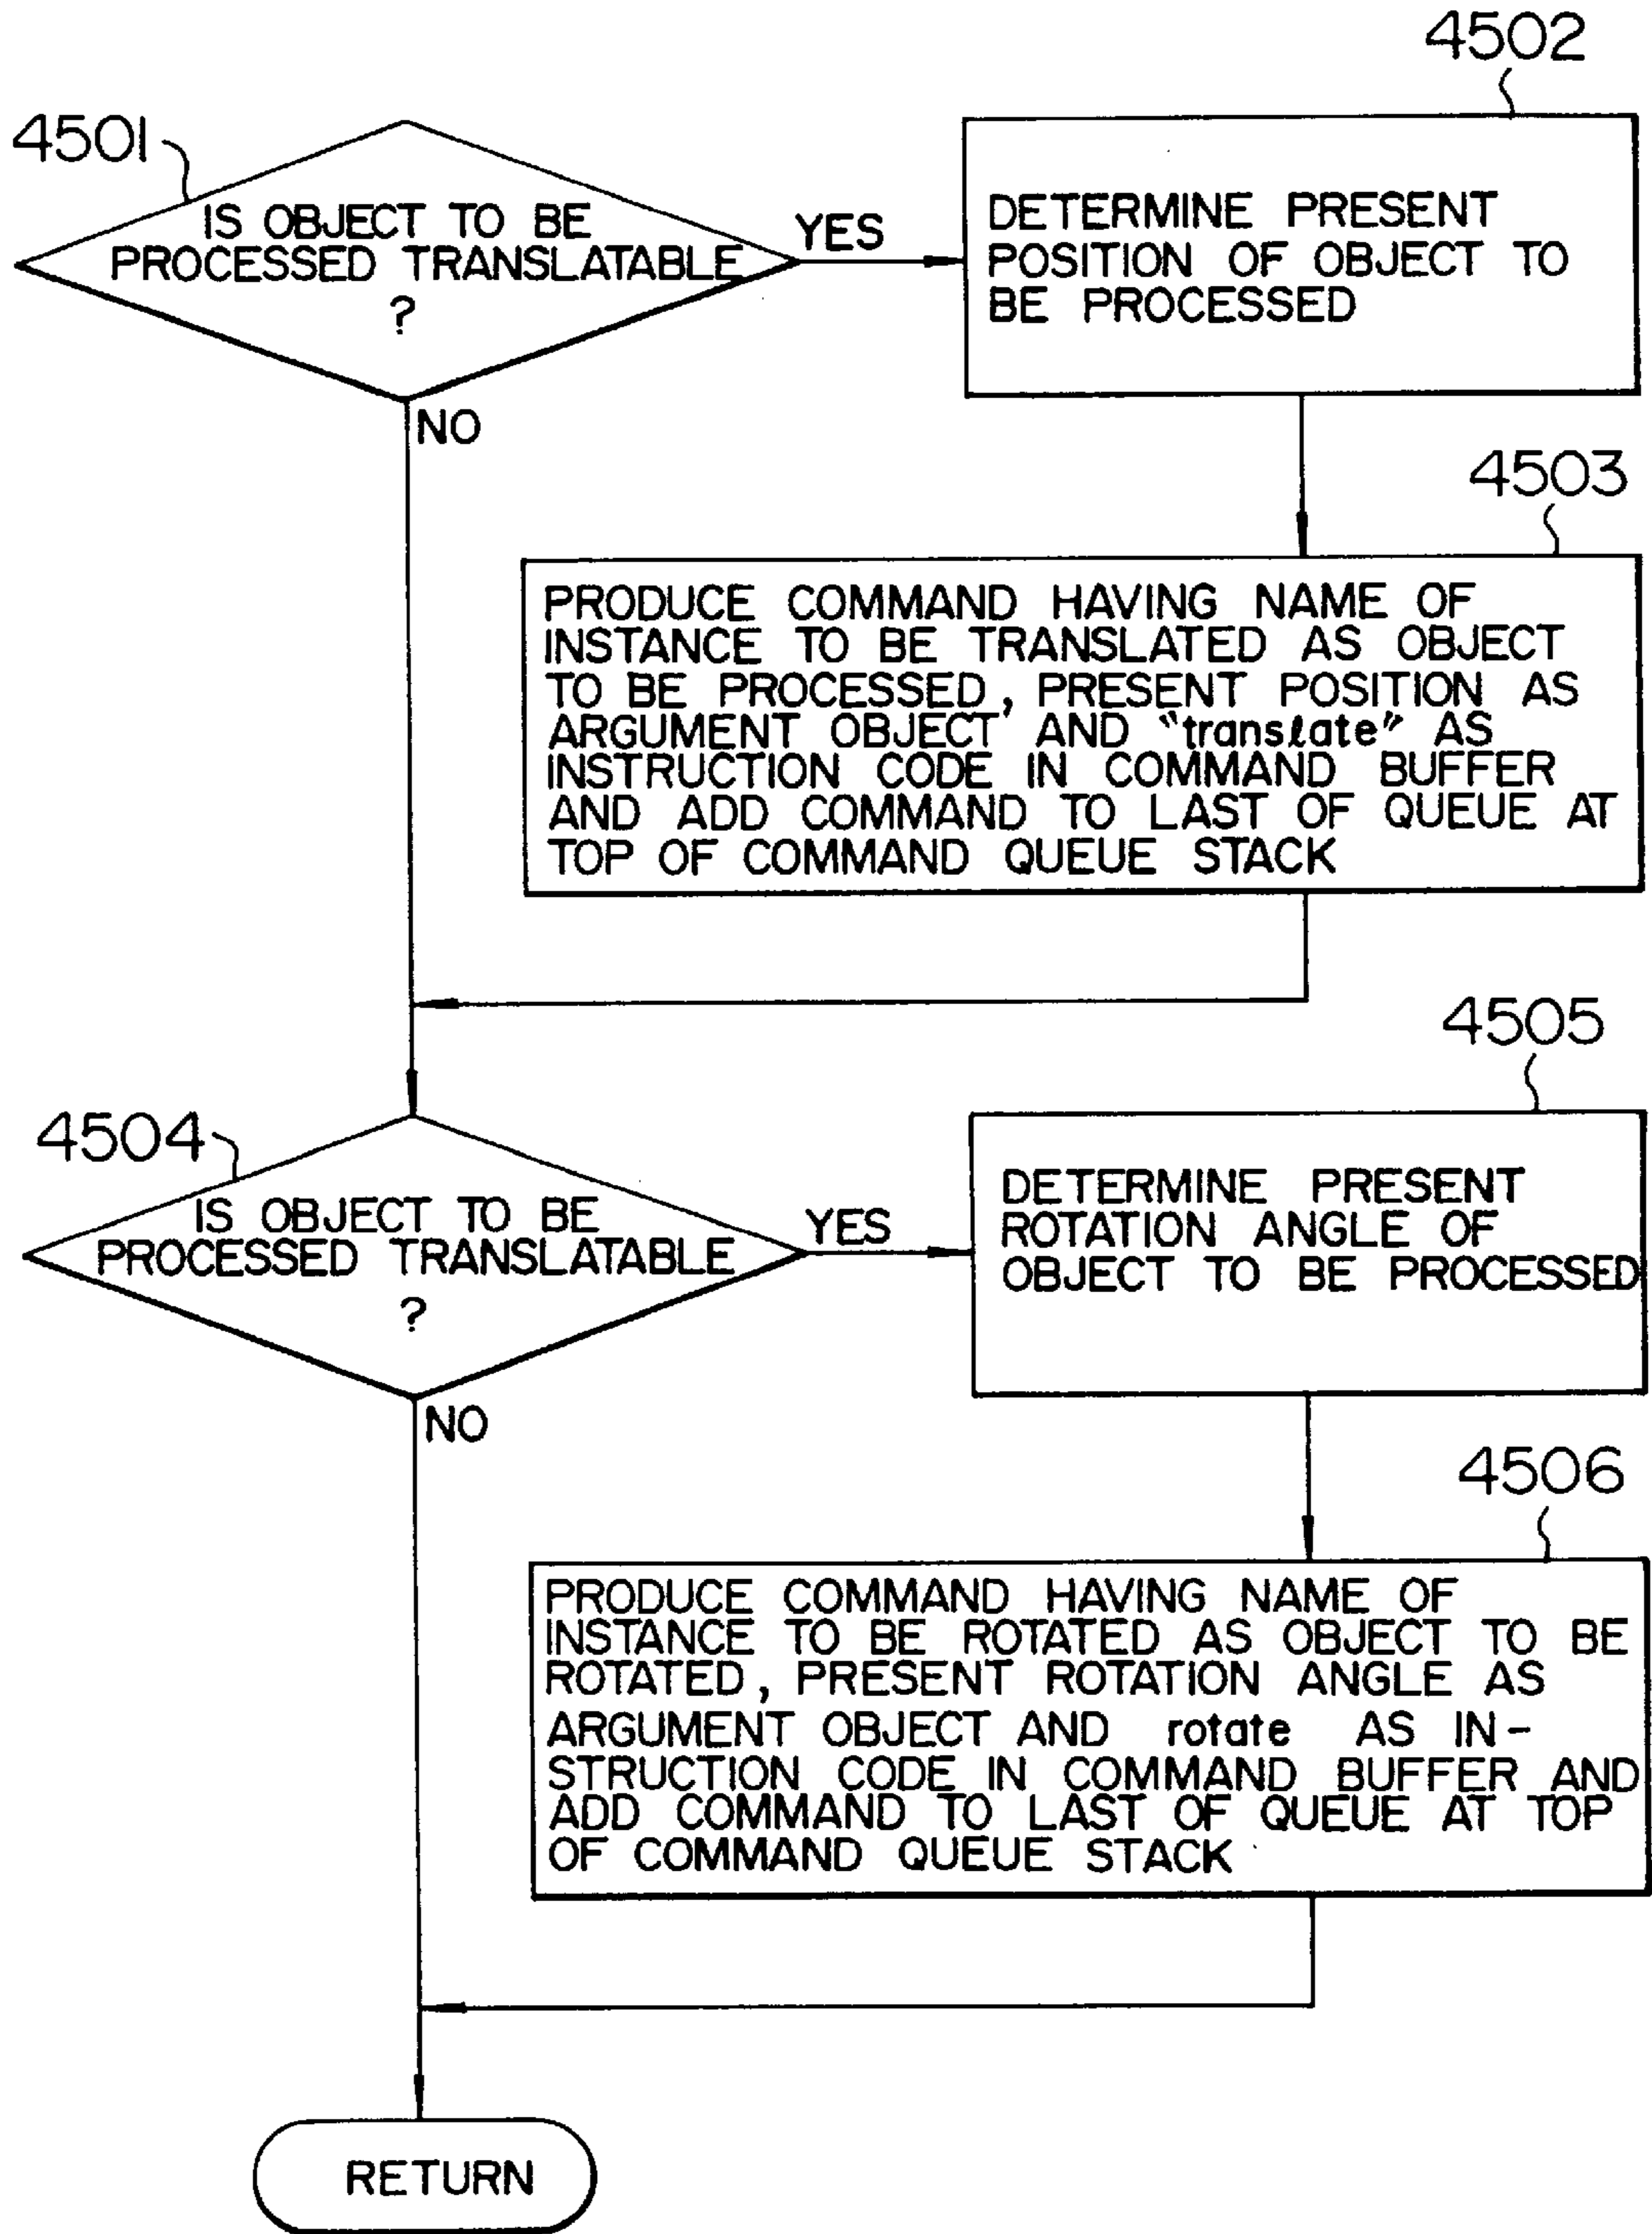 4502
4501
IS OBJECT TO BE
PROCESSED TRANSLATABLE
?
YES
DETERMINE PRESENT
POSITION OF OBJECT TO
BE PROCESSED
NO
4503
PRODUCE COMMAND HAVING NAME OF
INSTANCE TO BE TRANSLATED AS OBJECT
TO BE PROCESSED, PRESENT POSITION AS
ARGUMENT OBJECT AND "translate" AS
INSTRUCTION CODE IN COMMAND BUFFER
AND ADD COMMAND TO LAST OF QUEUE AT
TOP OF COMMAND QUEUE STACK
4505
4504
IS OBJECT TO BE
PROCESSED TRANSLATABLE
?
YES
DETERMINE PRESENT
ROTATION ANGLE OF
OBJECT TO BE PROCESSED
NO
4506
PRODUCE COMMAND HAVING NAME OF
INSTANCE TO BE ROTATED AS OBJECT TO BE
ROTATED, PRESENT ROTATION ANGLE AS
ARGUMENT OBJECT AND rotate AS IN-
STRUCTION CODE IN COMMAND BUFFER AND
ADD COMMAND TO LAST OF QUEUE AT TOP
OF COMMAND QUEUE STACK
RETURN